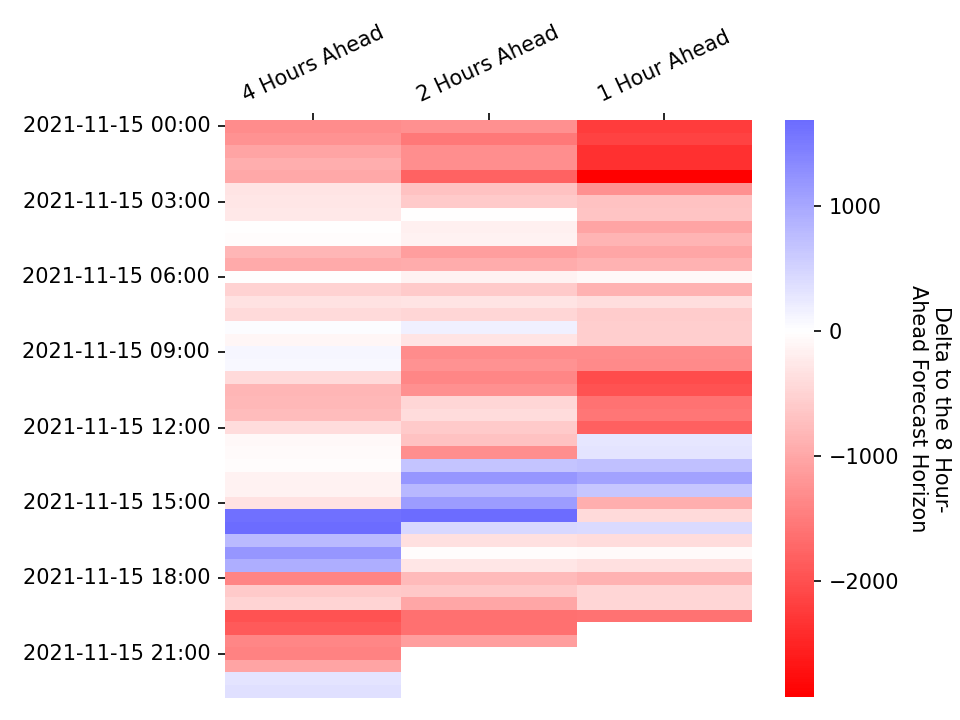 4 Hours Ahead
2 Hours Ahead
1 Hour Ahead
2021-11-15 00:00
2021-11-15 03:00
2021-11-15 06:00
2021-11-15 09:00
2021-11-15 12:00
2021-11-15 15:00
2021-11-15 18:00
2021-11-15 21:00
1000
0
−1000
−2000
Delta to the 8 Hour-
Ahead Forecast Horizon